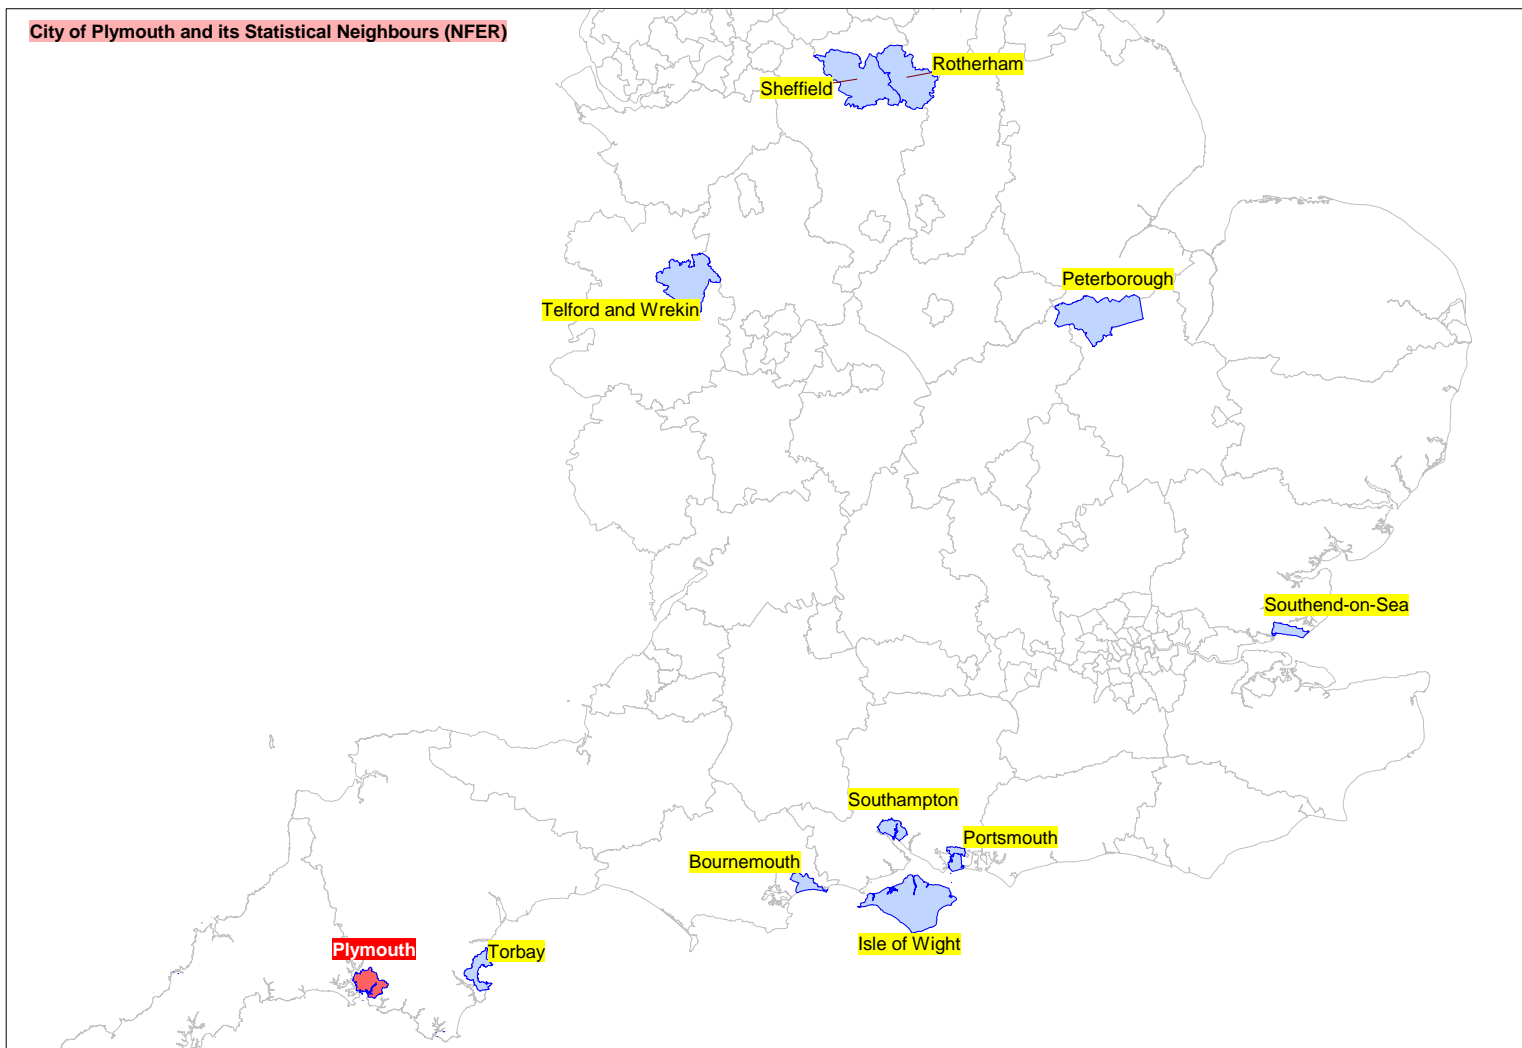 City of Plymouth and its Statistical Neighbours (NFER)
Rotherham
Sheffield
Peterborough
Telford and Wrekin
Southend-on-Sea
Southampton
Portsmouth
Bournemouth
Isle of Wight
Plymouth
Torbay